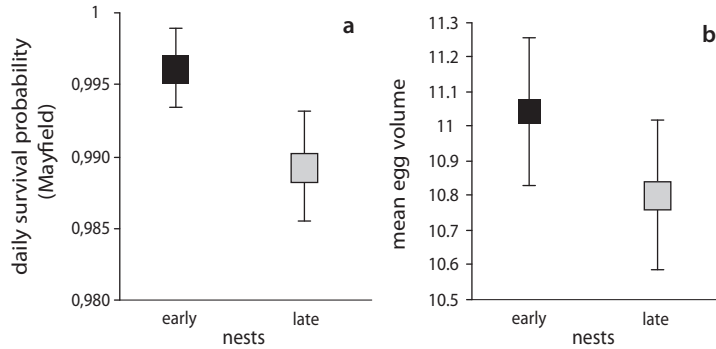 a
1
0,995
0,990
0,985
0,980
daily survival probability
(Mayfield)
early
late
nests
b
11.3
11.2
11.1
11
10.9
10.8
10.7
10.6
10.5
mean egg volume
early
late
nests